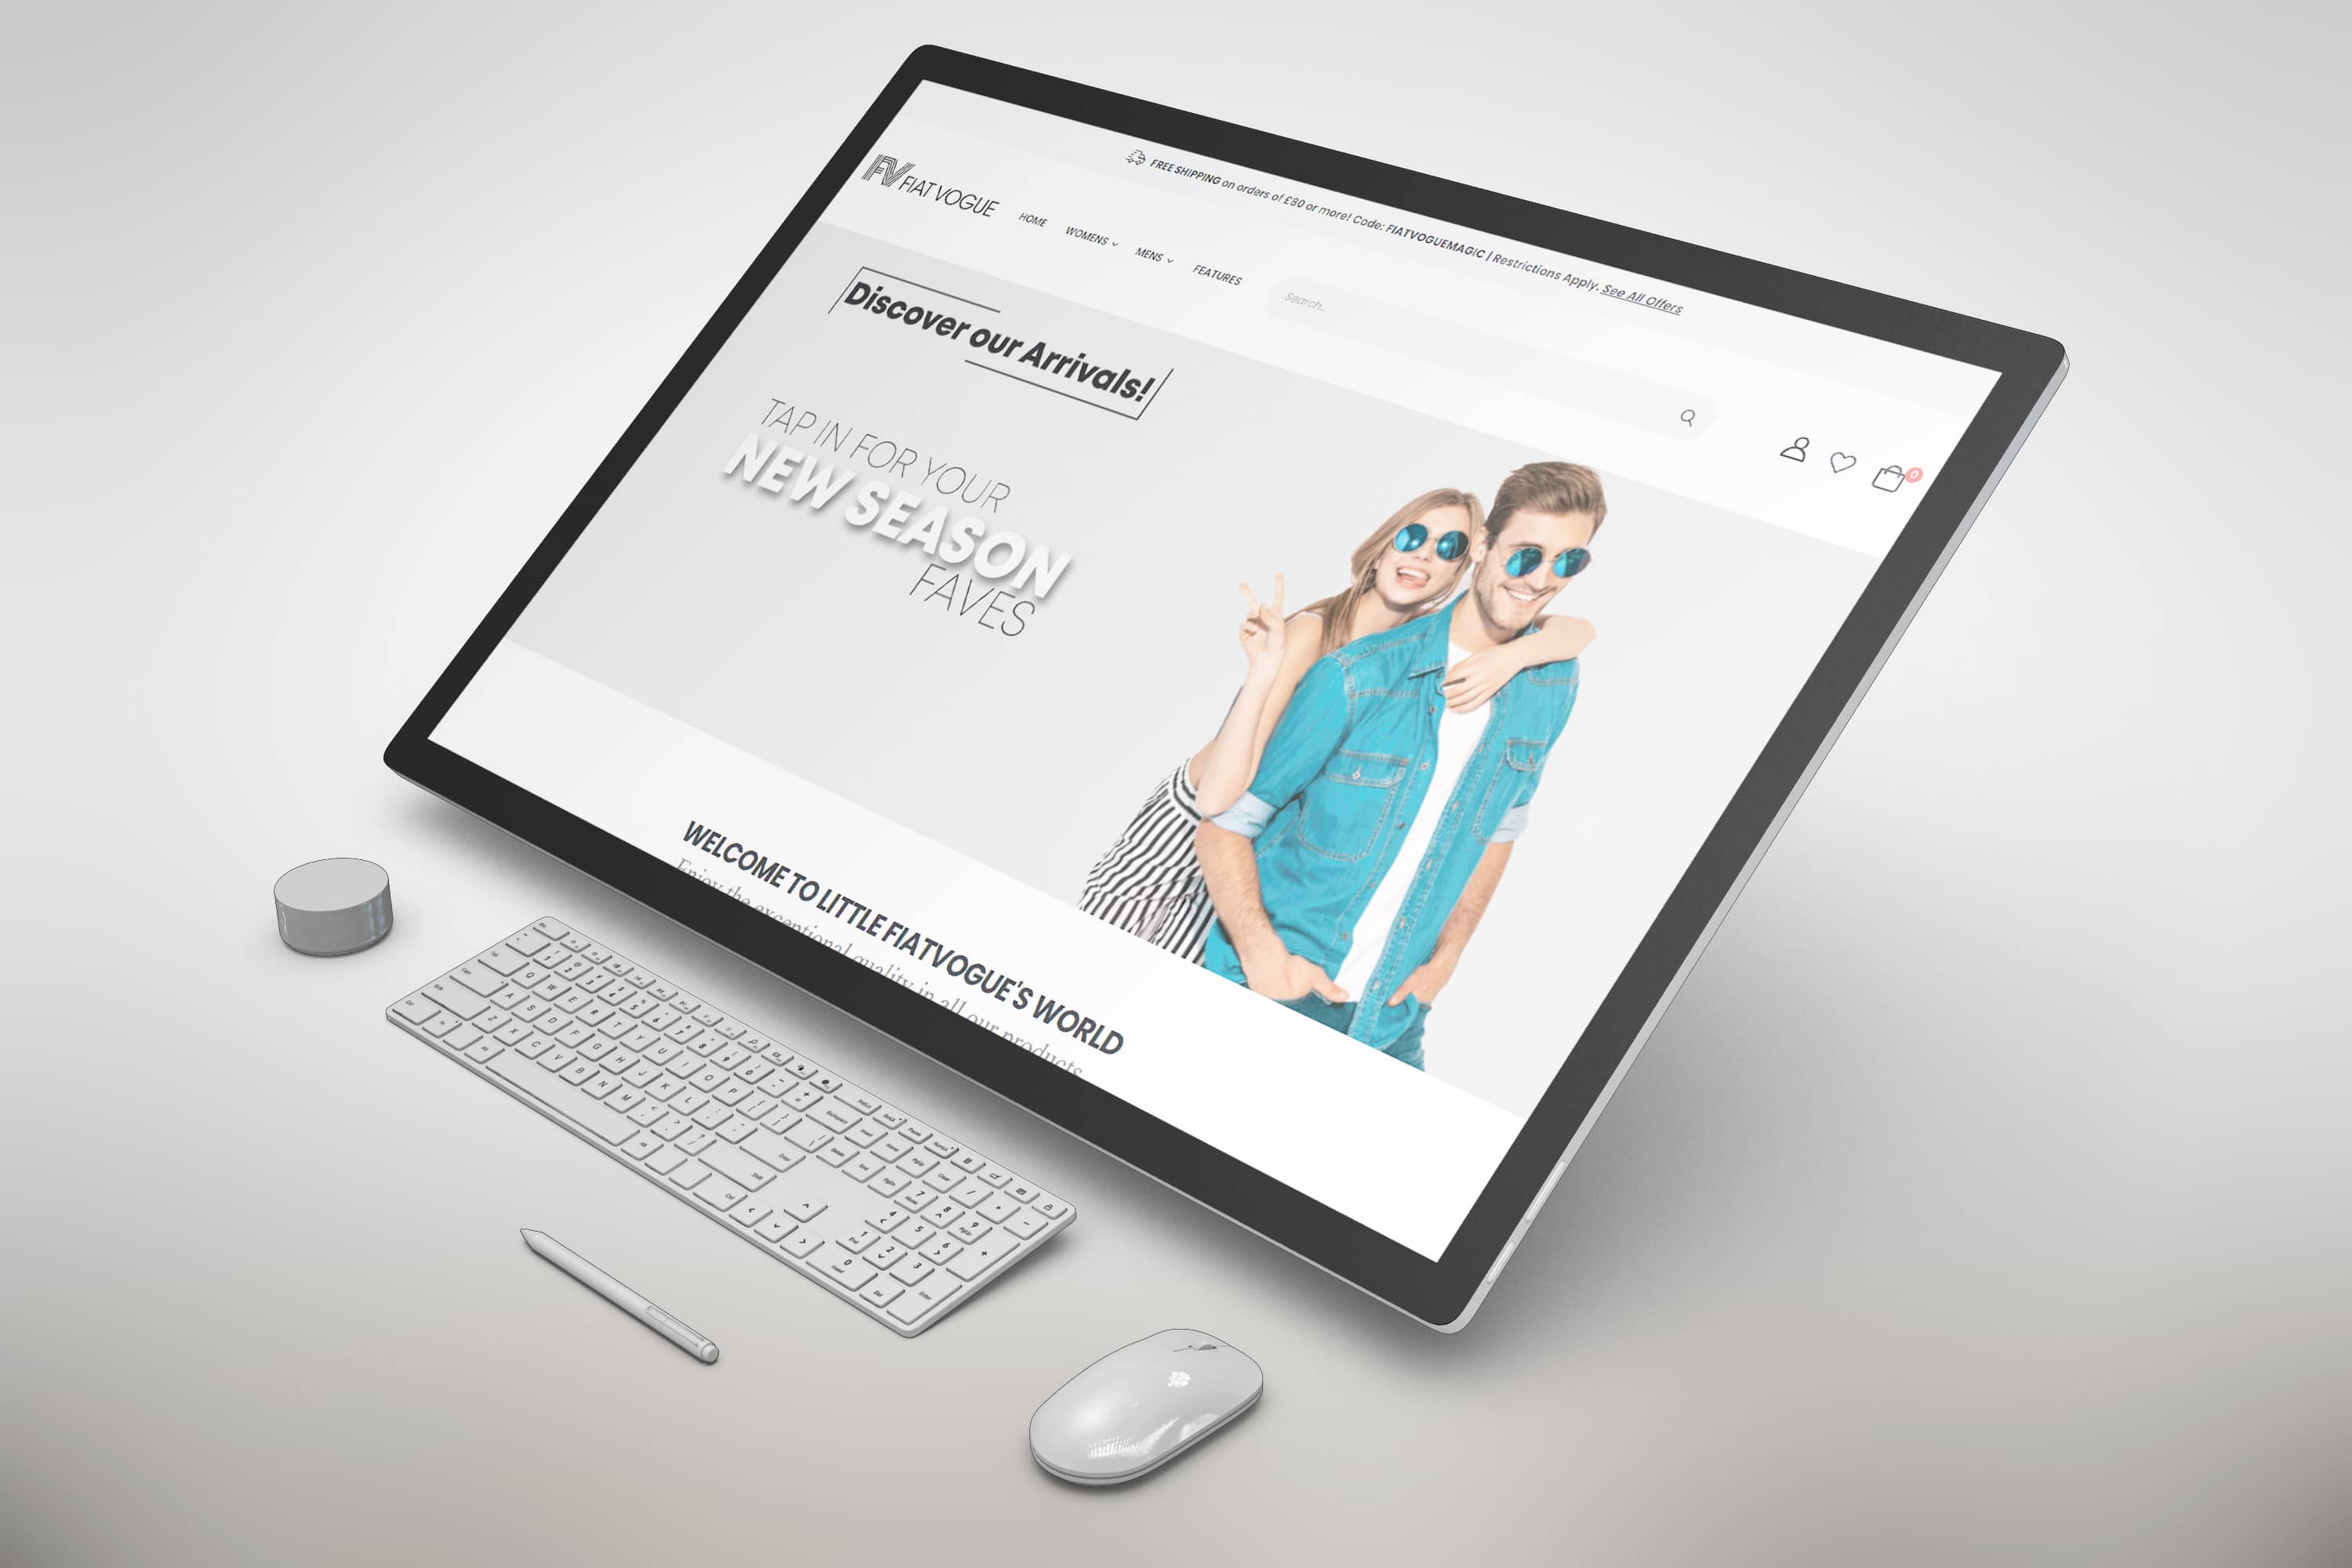 FREE SHIPPING on orders of £80 or more! Code: FIATVOGUEMAGIC | Restrictions Apply. See All Offers
FV FIATVOGUE
HOME
WOMENS
MENS
FEATURES
Search...
0
Discover our Arrivals!
TAP IN FOR YOUR
NEW SEASON
FAVES
WELCOME TO LITTLE FIATVOGUE'S WORLD
Enjoy the exceptional quality in all our products